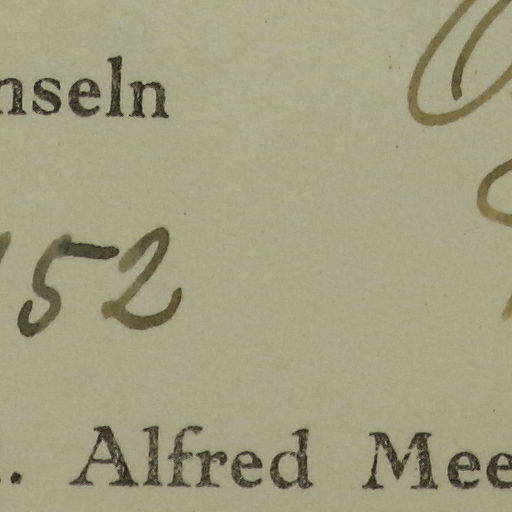 nseln
52
. Alfred Mee